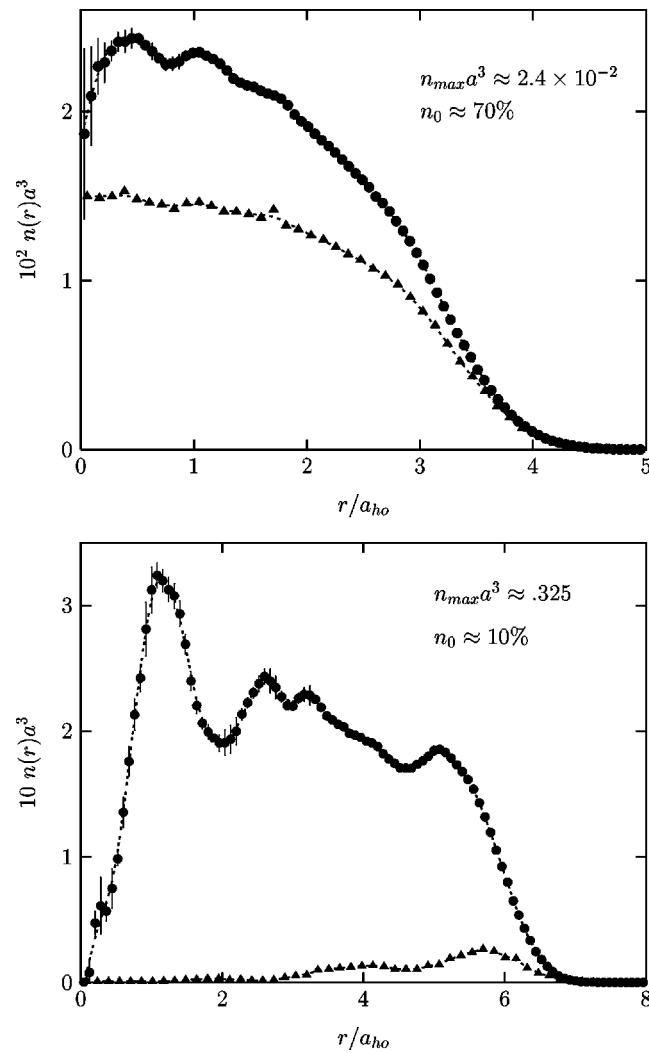 n_max a³ ≈ 2.4 × 10⁻²
n₀ ≈ 70%
2
1
0
10² n(r)a³
0 1 2 3 4 5
r/a_ho
n_max a³ ≈ .325
n₀ ≈ 10%
3
2
1
0
10 n(r)a³
0 2 4 6 8
r/a_ho